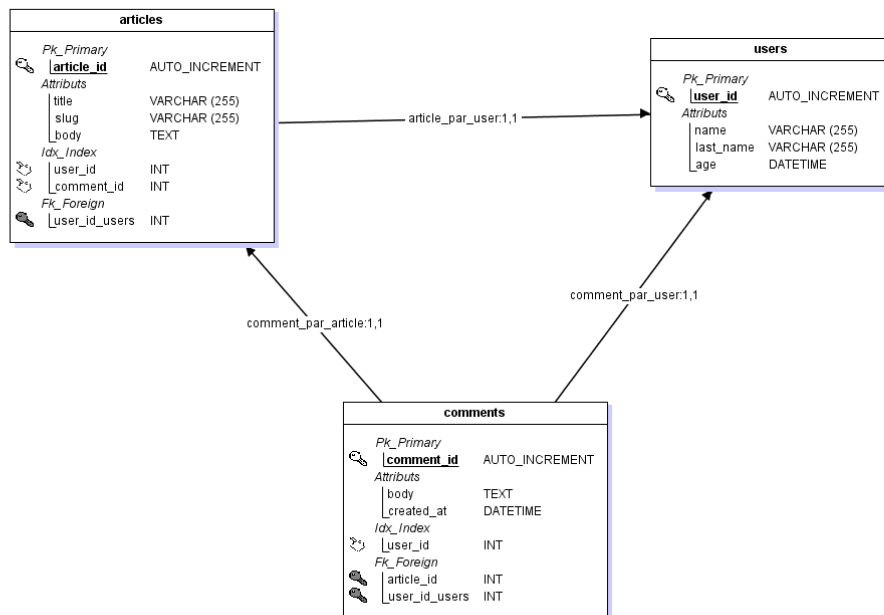 articles
Pk_Primary
article_id AUTO_INCREMENT
Attributs
title VARCHAR (255)
slug VARCHAR (255)
body TEXT
Idx_Index
user_id INT
comment_id INT
Fk_Foreign
user_id_users INT
article_par_user:1,1
users
Pk_Primary
user_id AUTO_INCREMENT
Attributs
name VARCHAR (255)
last_name VARCHAR (255)
age DATETIME
comment_par_user:1,1
comment_par_article:1,1
comments
Pk_Primary
comment_id AUTO_INCREMENT
Attributs
body TEXT
created_at DATETIME
Idx_Index
user_id INT
Fk_Foreign
article_id INT
user_id_users INT